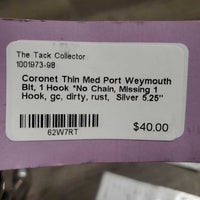 The Tack Collector
1001973-98
Coronet Thin Med Port Weymouth
Bit, 1 Hook *No Chain, Missing 1
Hook, gc, dirty, rust,  Silver 5.25"
62W7RT
$40.00